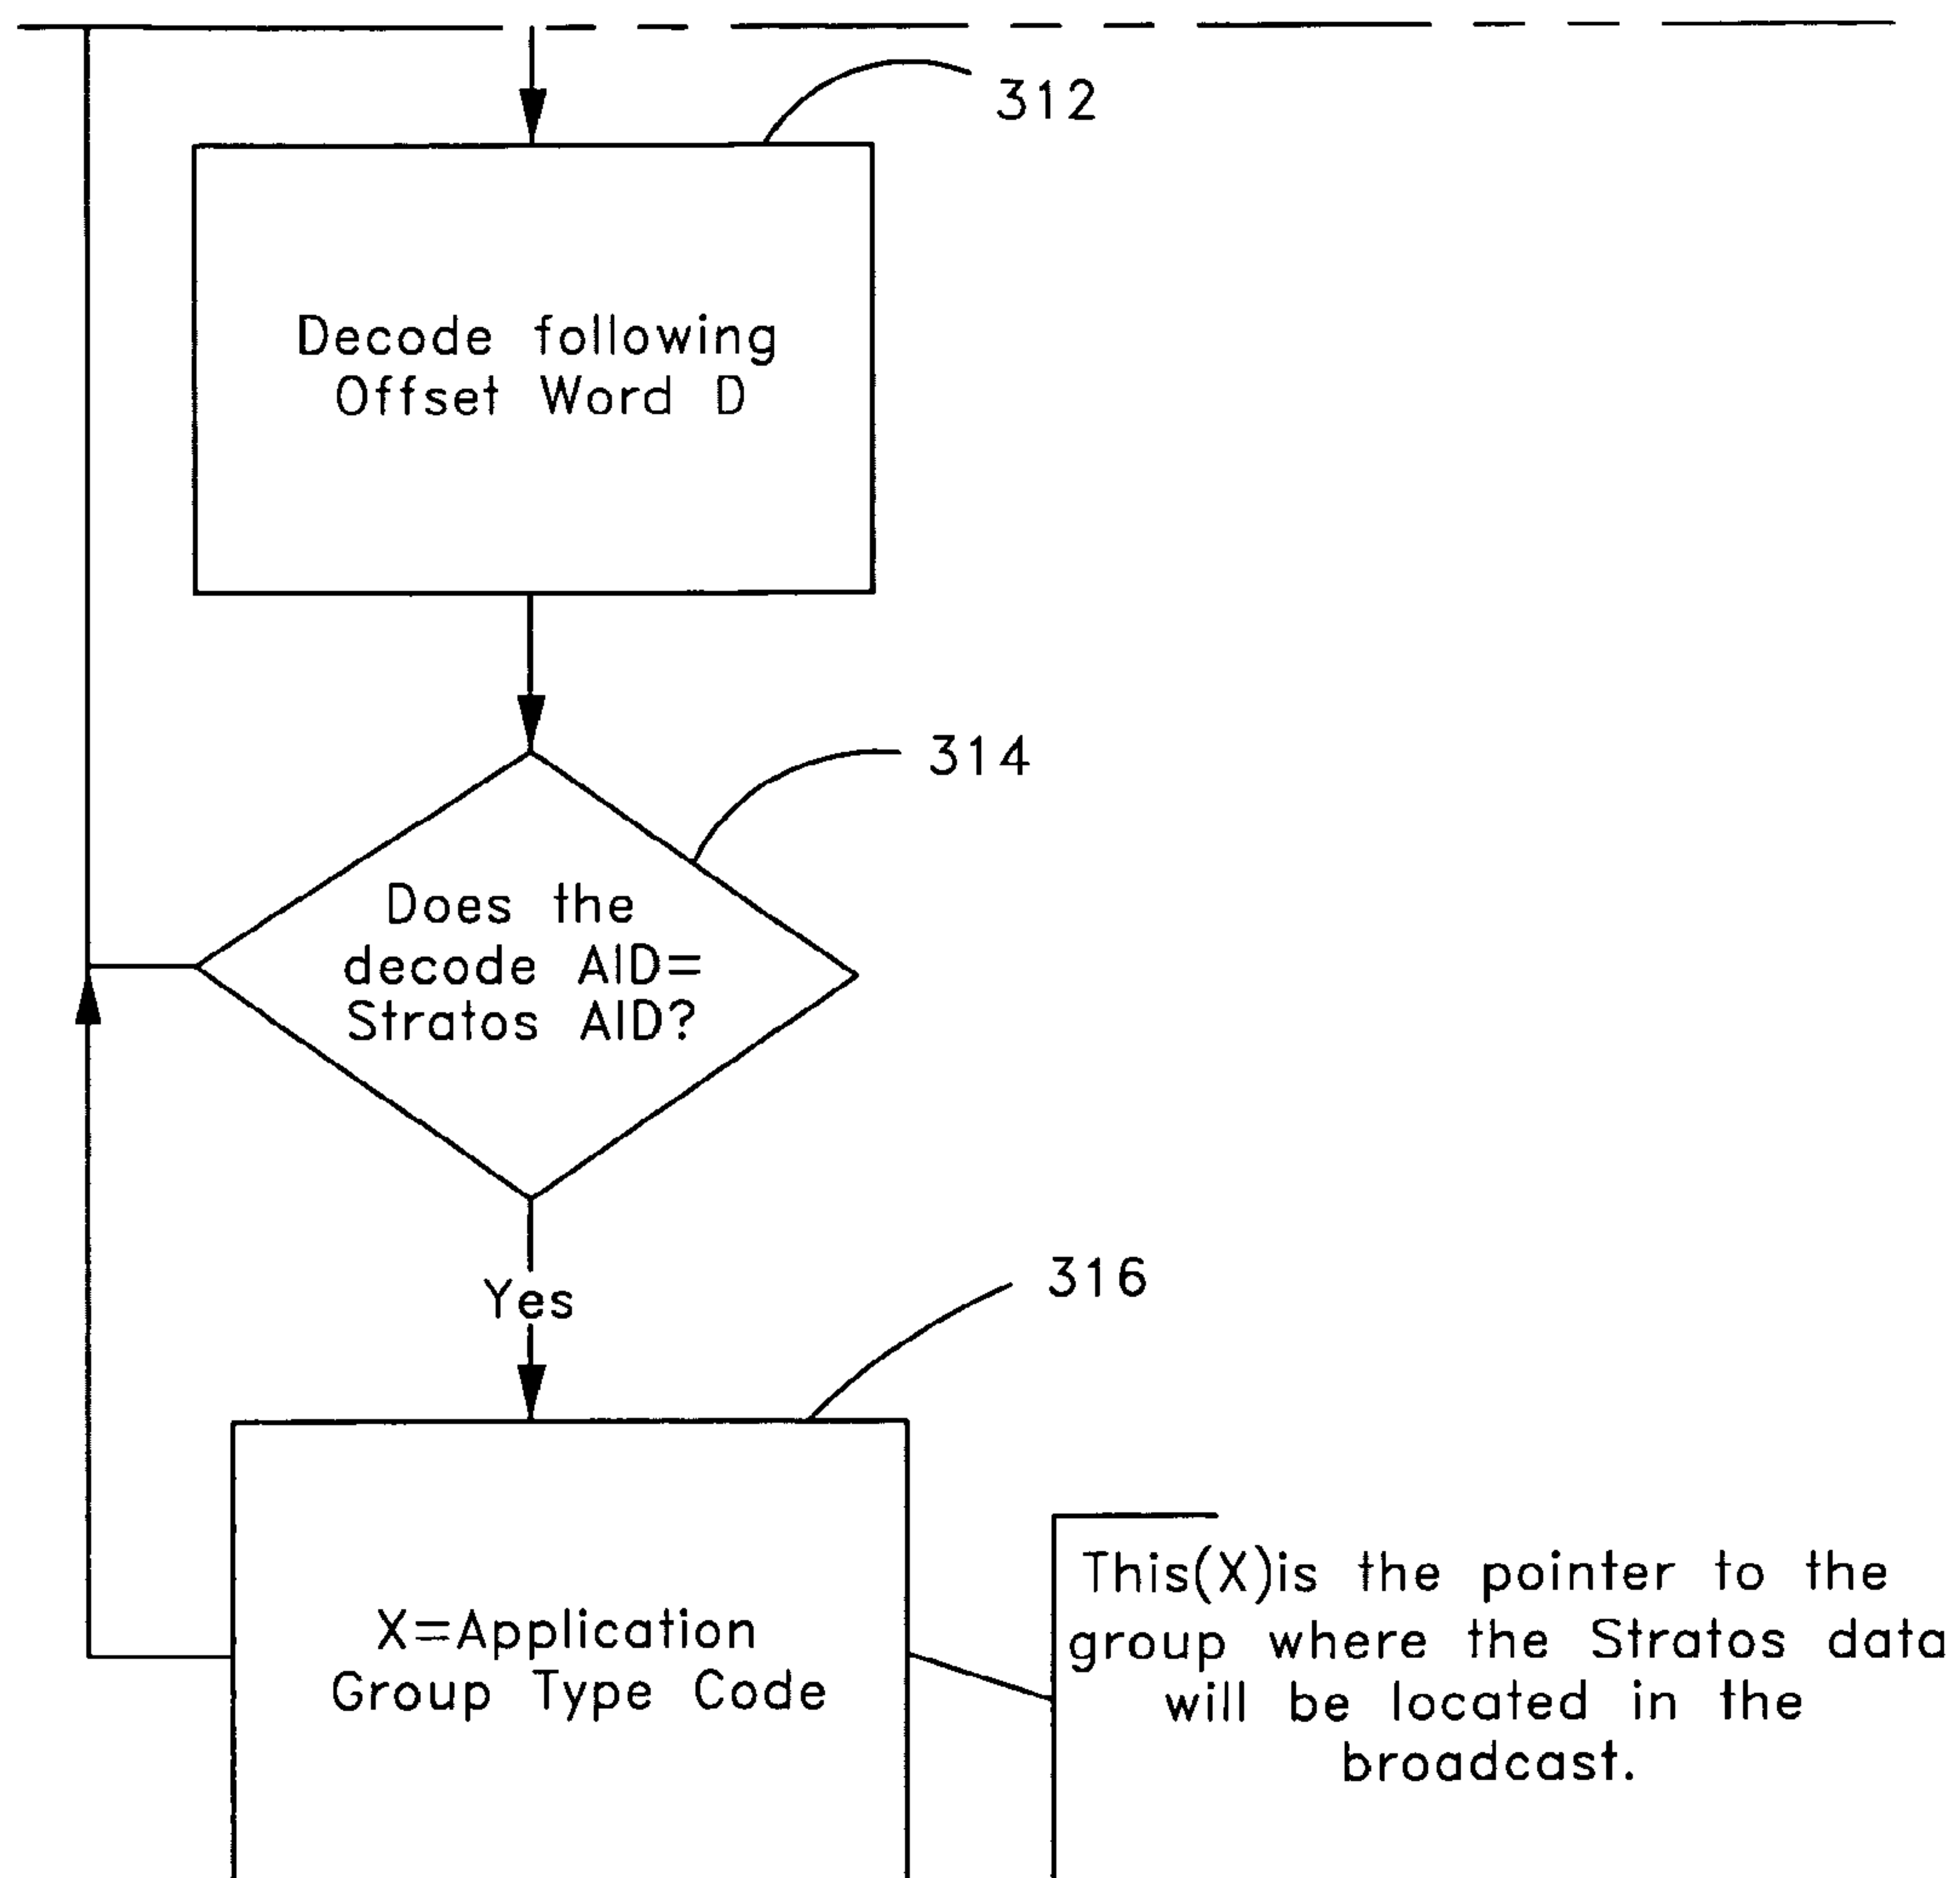 312
Decode following
Offset Word D
314
Does the
decode AID=
Stratos AID?
Yes
316
X=Application
Group Type Code
This(X)is the pointer to the
group where the Stratos data
will be located in the
broadcast.